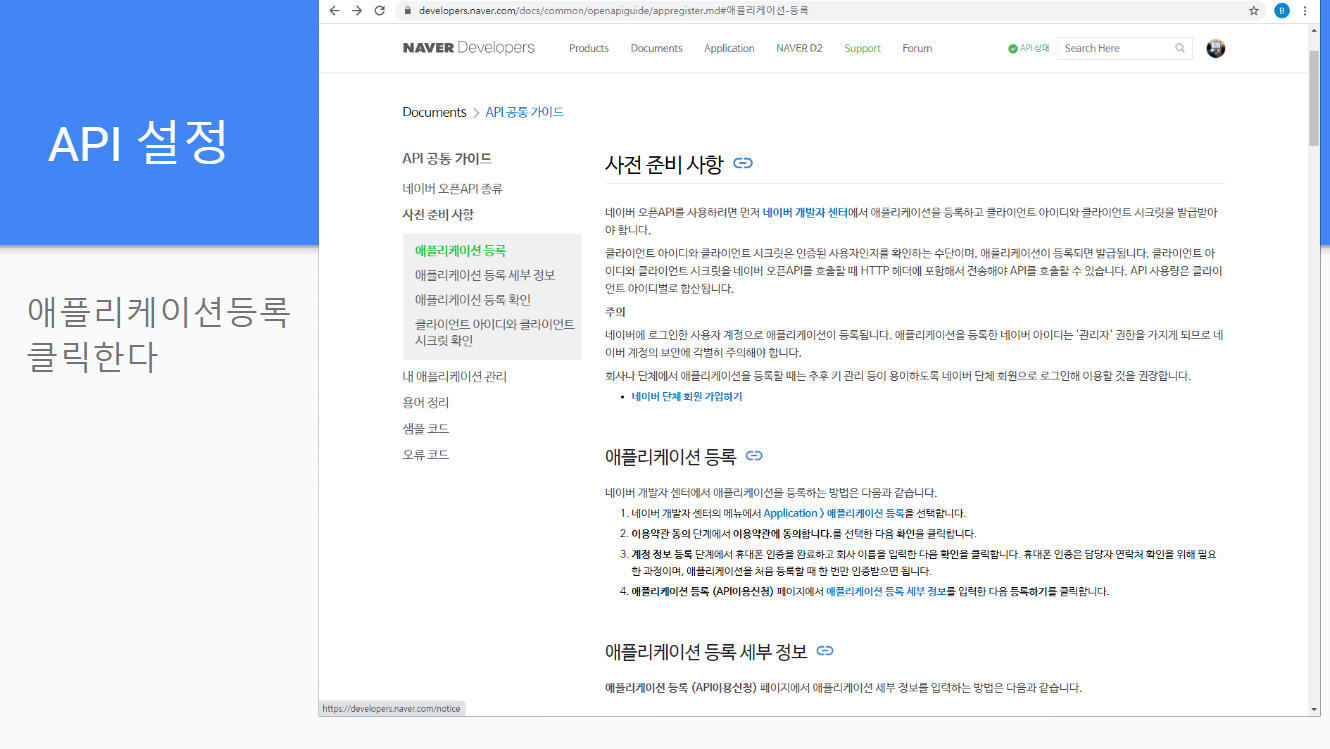 API 설정
애플리케이션등록
클릭한다
developers.naver.com/docs/common/openapiguide/appregister.md#애플리케이션-등록
B
NAVER Developers
Products
Documents
Application
NAVER D2
Support
Forum
API 상태
Search Here
Documents > API 공통 가이드
API 공통 가이드
네이버 오픈API 종류
사전 준비 사항
애플리케이션 등록
애플리케이션 등록 세부 정보
애플리케이션 등록 확인
클라이언트 아이디와 클라이언트
시크릿 확인
내 애플리케이션 관리
용어 정리
샘플 코드
오류 코드
사전 준비 사항
네이버 오픈API를 사용하려면 먼저 네이버 개발자 센터에서 애플리케이션을 등록하고 클라이언트 아이디와 클라이언트 시크릿을 발급받아
야 합니다.
클라이언트 아이디와 클라이언트 시크릿은 인증된 사용자인지를 확인하는 수단이며, 애플리케이션이 등록되면 발급됩니다. 클라이언트 아
이디와 클라이언트 시크릿을 네이버 오픈API를 호출할 때 HTTP 헤더에 포함해서 전송해야 API를 호출할 수 있습니다. API 사용량은 클라이
언트 아이디별로 합산됩니다.
주의
네이버에 로그인한 사용자 계정으로 애플리케이션이 등록됩니다. 애플리케이션을 등록한 네이버 아이디는 '관리자' 권한을 가지게 되므로 네
이버 계정의 보안에 각별히 주의해야 합니다.
회사나 단체에서 애플리케이션을 등록할 때는 추후 키 관리 등이 용이하도록 네이버 단체 회원으로 로그인해 이용할 것을 권장합니다.
• 네이버 단체 회원 가입하기
애플리케이션 등록
네이버 개발자 센터에서 애플리케이션을 등록하는 방법은 다음과 같습니다.
1. 네이버 개발자 센터의 메뉴에서 Application > 애플리케이션 등록을 선택합니다.
2. 이용약관 동의 단계에서 이용약관에 동의합니다.를 선택한 다음 확인을 클릭합니다.
3. 계정 정보 등록 단계에서 휴대폰 인증을 완료하고 회사 이름을 입력한 다음 확인을 클릭합니다. 휴대폰 인증은 담당자 연락처 확인을 위해 필요
한 과정이며, 애플리케이션을 처음 등록할 때 한 번만 인증받으면 됩니다.
4. 애플리케이션 등록 (API이용신청) 페이지에서 애플리케이션 등록 세부 정보를 입력한 다음 등록하기를 클릭합니다.
애플리케이션 등록 세부 정보
애플리케이션 등록 (API이용신청) 페이지에서 애플리케이션 세부 정보를 입력하는 방법은 다음과 같습니다.
https://developers.naver.com/notice